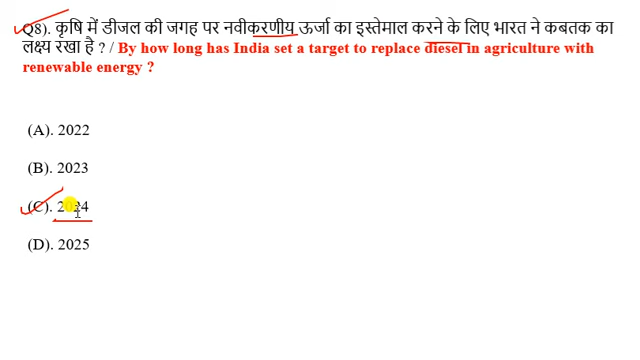 Q8). कृषि में डीजल की जगह पर नवीकरणीय ऊर्जा का इस्तेमाल करने के लिए भारत ने कबतक का
लक्ष्य रखा है ? / By how long has India set a target to replace diesel in agriculture with
renewable energy ?
(A). 2022
(B). 2023
(C). 2024
(D). 2025